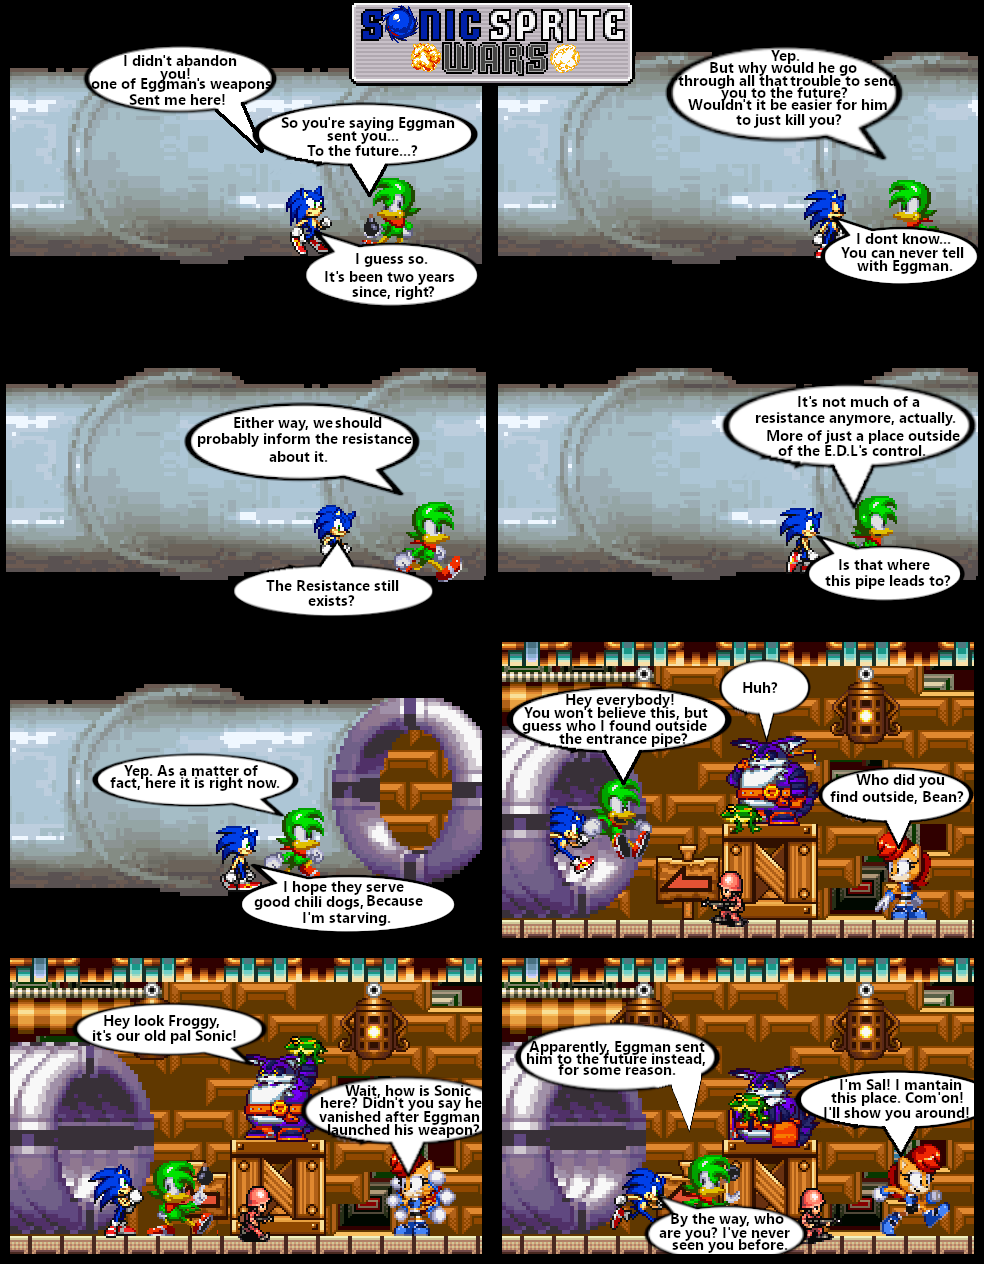 SONIC SPRITE
WARS
I didn't abandon
you!
one of Eggman's weapons
Sent me here!
So you're saying Eggman
sent you...
To the future...?
I guess so.
It's been two years
since, right?
Yep.
But why would he go
through all that trouble to send
you to the future?
Wouldn't it be easier for him
to just kill you?
I dont know...
You can never tell
with Eggman.
Either way, we should
probably inform the resistance
about it.
The Resistance still
exists?
It's not much of a
resistance anymore, actually.
More of just a place outside
of the E.D.L's control.
Is that where
this pipe leads to?
Yep. As a matter of
fact, here it is right now.
I hope they serve
good chili dogs, Because
I'm starving.
Hey everybody!
You won't believe this, but
guess who I found outside
the entrance pipe?
Huh?
Who did you
find outside, Bean?
Hey look Froggy,
it's our old pal Sonic!
Wait, how is Sonic
here? Didn't you say he
vanished after Eggman
launched his weapon?
Apparently, Eggman sent
him to the future instead,
for some reason.
By the way, who
are you? I've never
seen you before.
I'm Sal! I mantain
this place. Com'on!
I'll show you around!